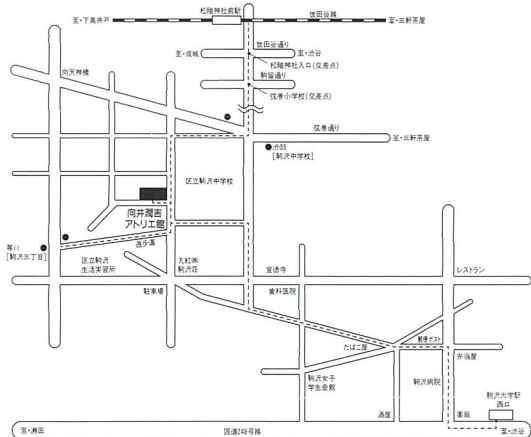 松陰神社前駅
世田谷線
至・下高井戸
至・三軒茶屋
世田谷通り
至・成城
至・渋谷
松陰神社入口(交差点)
駒留通り
弦巻小学校(交差点)
向天神橋
弦巻通り
至・三軒茶屋
渋05
[駒沢中学校]
区立駒沢中学校
向井潤吉
アトリエ館
等11
[駒沢三丁目]
遊歩道
区立駒沢
生活実習所
丸紅㈱
駒沢荘
宣徳寺
レストラン
駐車場
歯科医院
郵便ポスト
たばこ屋
弁当屋
駒沢女子
学生会館
駒沢病院
駒沢大学駅
西口
酒屋
薬局
至・瀬田
国道246号線
至・渋谷